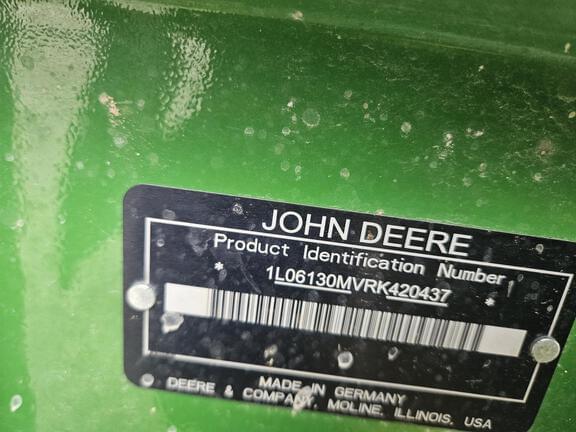 JOHN DEERE
Product Identification Number
* 1L06130MVRK420437 *
MADE IN GERMANY
DEERE & COMPANY, MOLINE, ILLINOIS, USA